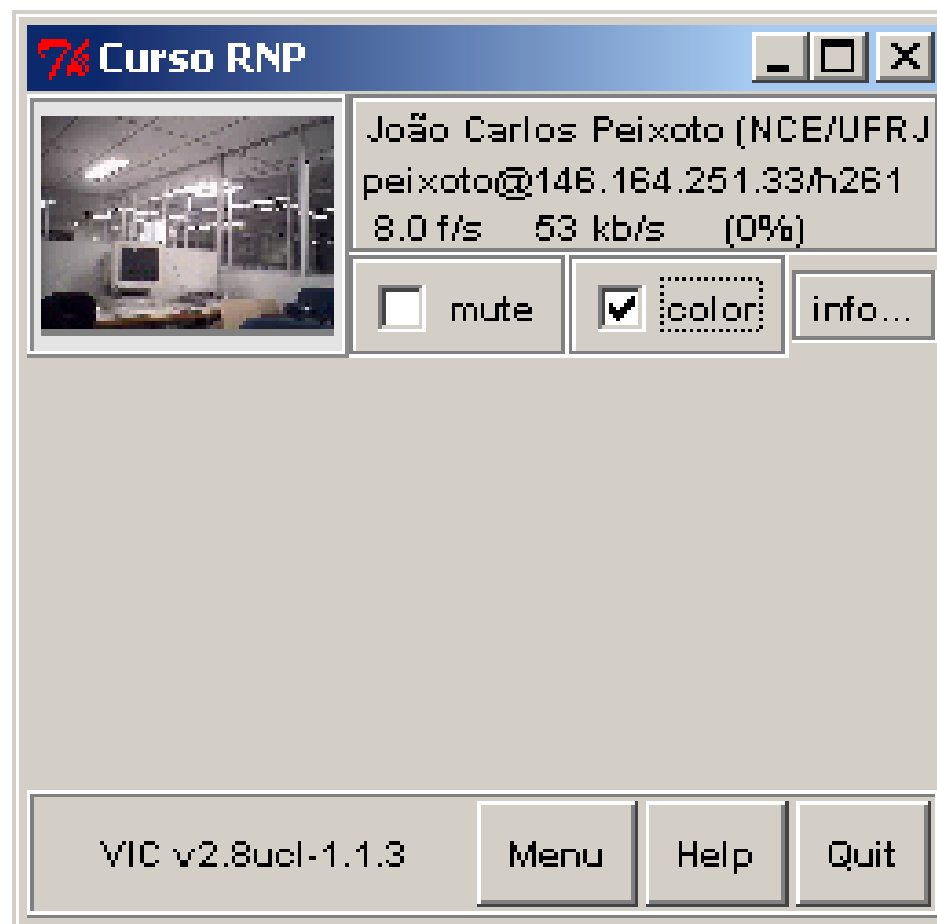 Curso RNP
João Carlos Peixoto (NCE/UFRJ
peixoto@146.164.251.33/h261
8.0 f/s 53 kb/s (0%)
mute color info...
VIC v2.8ucl-1.1.3 Menu Help Quit